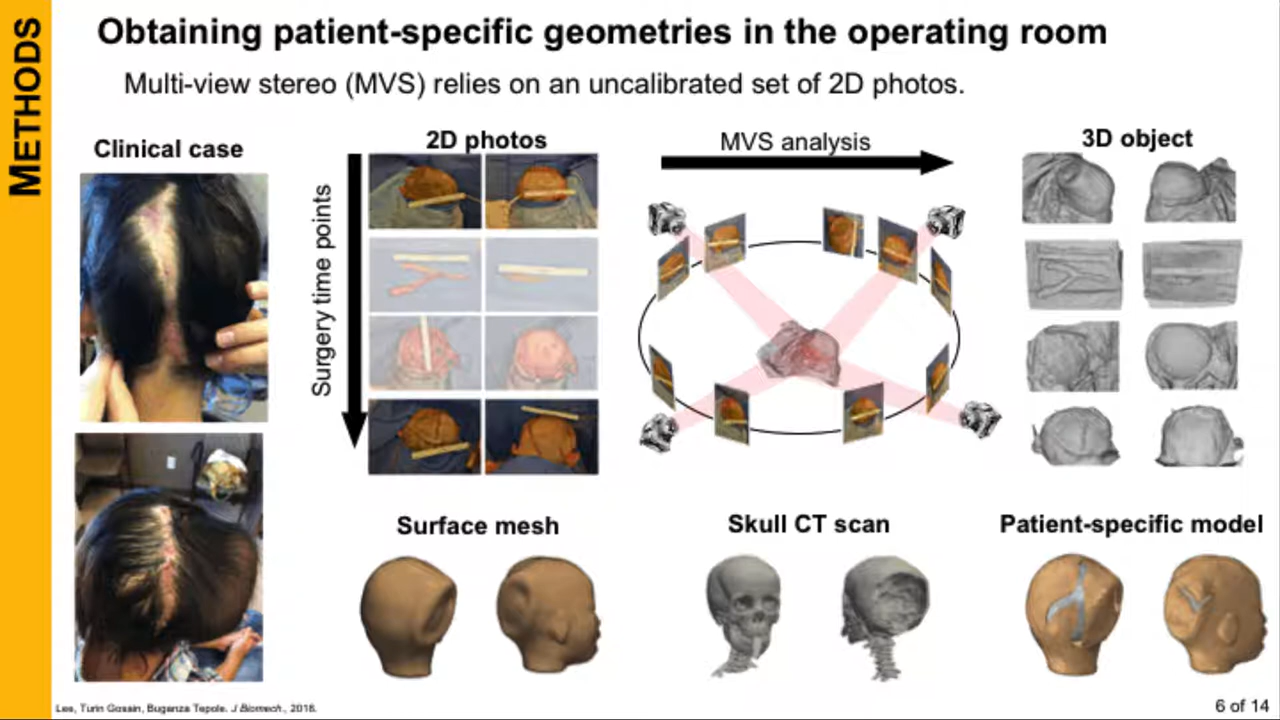 METHODS
Obtaining patient-specific geometries in the operating room
Multi-view stereo (MVS) relies on an uncalibrated set of 2D photos.
Clinical case
2D photos
MVS analysis
3D object
Surgery time points
Surface mesh
Skull CT scan
Patient-specific model
Lee, Turin Gosain, Buganza Tepole. J Biomech., 2018.
6 of 14